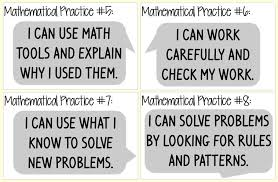 Mathematical Practice #5:
I CAN USE MATH
TOOLS AND EXPLAIN
WHY I USED THEM.
Mathematical Practice #6:
I CAN WORK
CAREFULLY AND
CHECK MY WORK.
Mathematical Practice #7:
I CAN USE WHAT I
KNOW TO SOLVE
NEW PROBLEMS.
Mathematical Practice #8:
I CAN SOLVE PROBLEMS
BY LOOKING FOR RULES
AND PATTERNS.